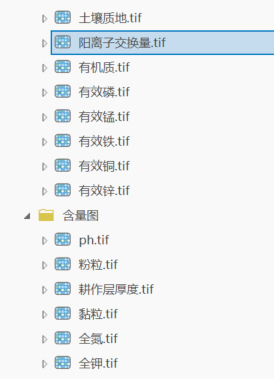 土壤质地.tif
阳离子交换量.tif
有机质.tif
有效磷.tif
有效锰.tif
有效铁.tif
有效铜.tif
有效锌.tif
含量图
ph.tif
粉粒.tif
耕作层厚度.tif
黏粒.tif
全氮.tif
全钾.tif